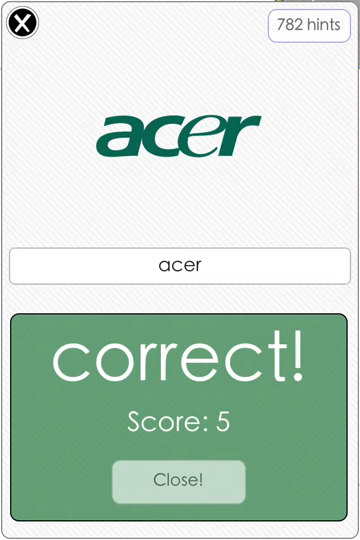 782 hints
acer
acer
correct!
Score: 5
Close!